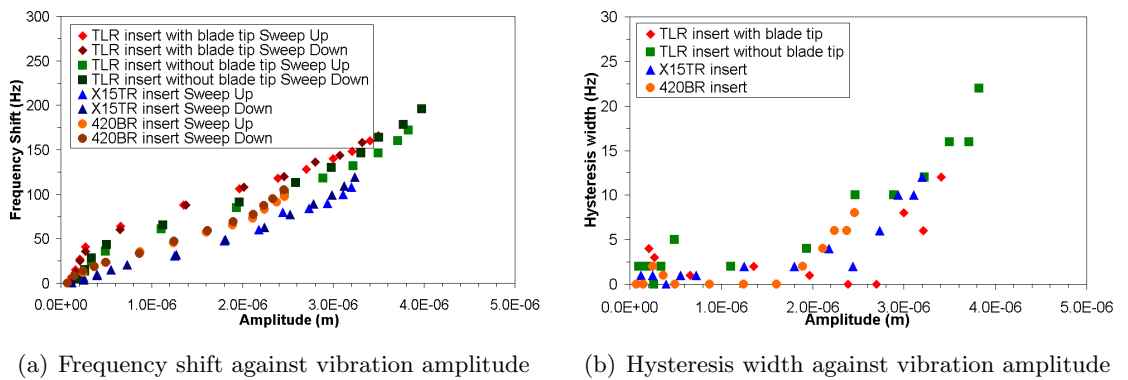 300
250
200
150
100
50
0
Frequency Shift (Hz)
TLR insert with blade tip Sweep Up
TLR insert with blade tip Sweep Down
TLR insert without blade tip Sweep Up
TLR insert without blade tip Sweep Down
X15TR insert Sweep Up
X15TR insert Sweep Down
420BR insert Sweep Up
420BR insert Sweep Down
0.0E+00 1.0E-06 2.0E-06 3.0E-06 4.0E-06 5.0E-06
Amplitude (m)
(a) Frequency shift against vibration amplitude
30
25
20
15
10
5
0
Hysteresis width (Hz)
TLR insert with blade tip
TLR insert without blade tip
X15TR insert
420BR insert
0.0E+00 1.0E-06 2.0E-06 3.0E-06 4.0E-06 5.0E-06
Amplitude (m)
(b) Hysteresis width against vibration amplitude